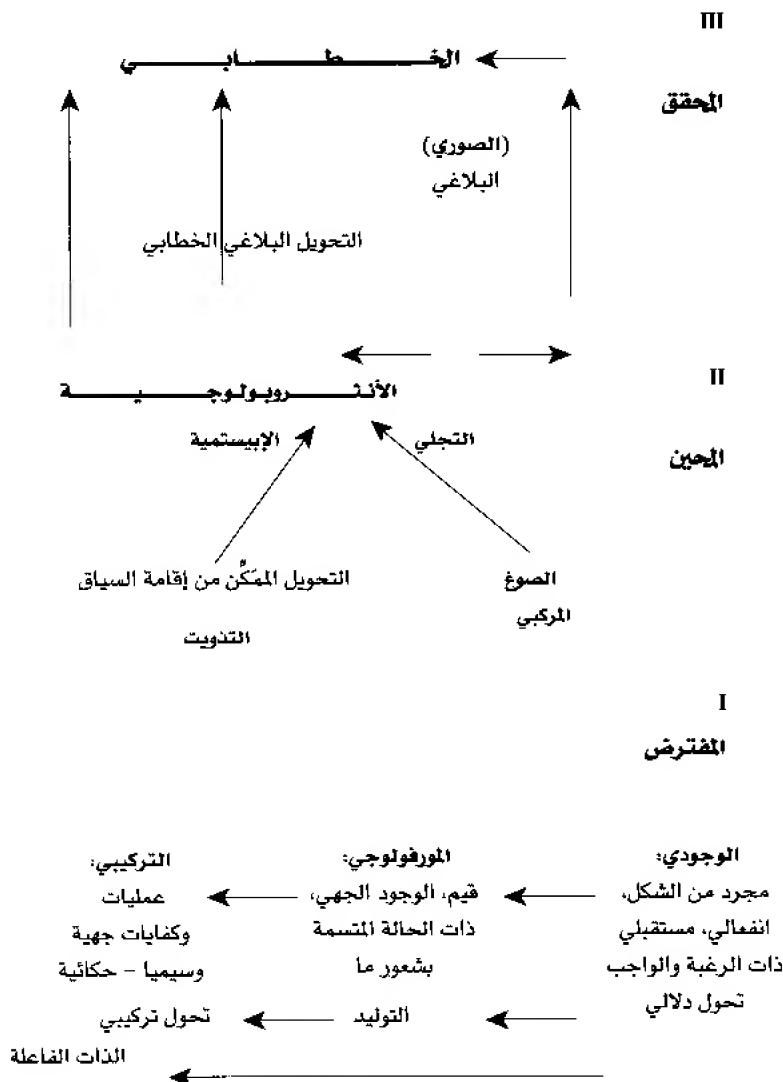 III
الخطابي
المحقق
(الصوري)
البلاغي
التحويل البلاغي الخطابي
II
الأنثروبولوجية
التجلي الإبيستمية
المحين
الصوغ التحويل الممَكِّن من إقامة السياق
المركبي
التذويت
I
المفترض
الوجودي: المورفولوجي: التركيبي:
مجرد من الشكل، قيم، الوجود الجهي، عمليات
انفعالي، مستقبلي ذات الحالة المتسمة وكفايات جهية
ذات الرغبة والواجب بشعور ما وسيميا - حكائية
تحول دلالي التوليد تحول تركيبي
الذات الفاعلة